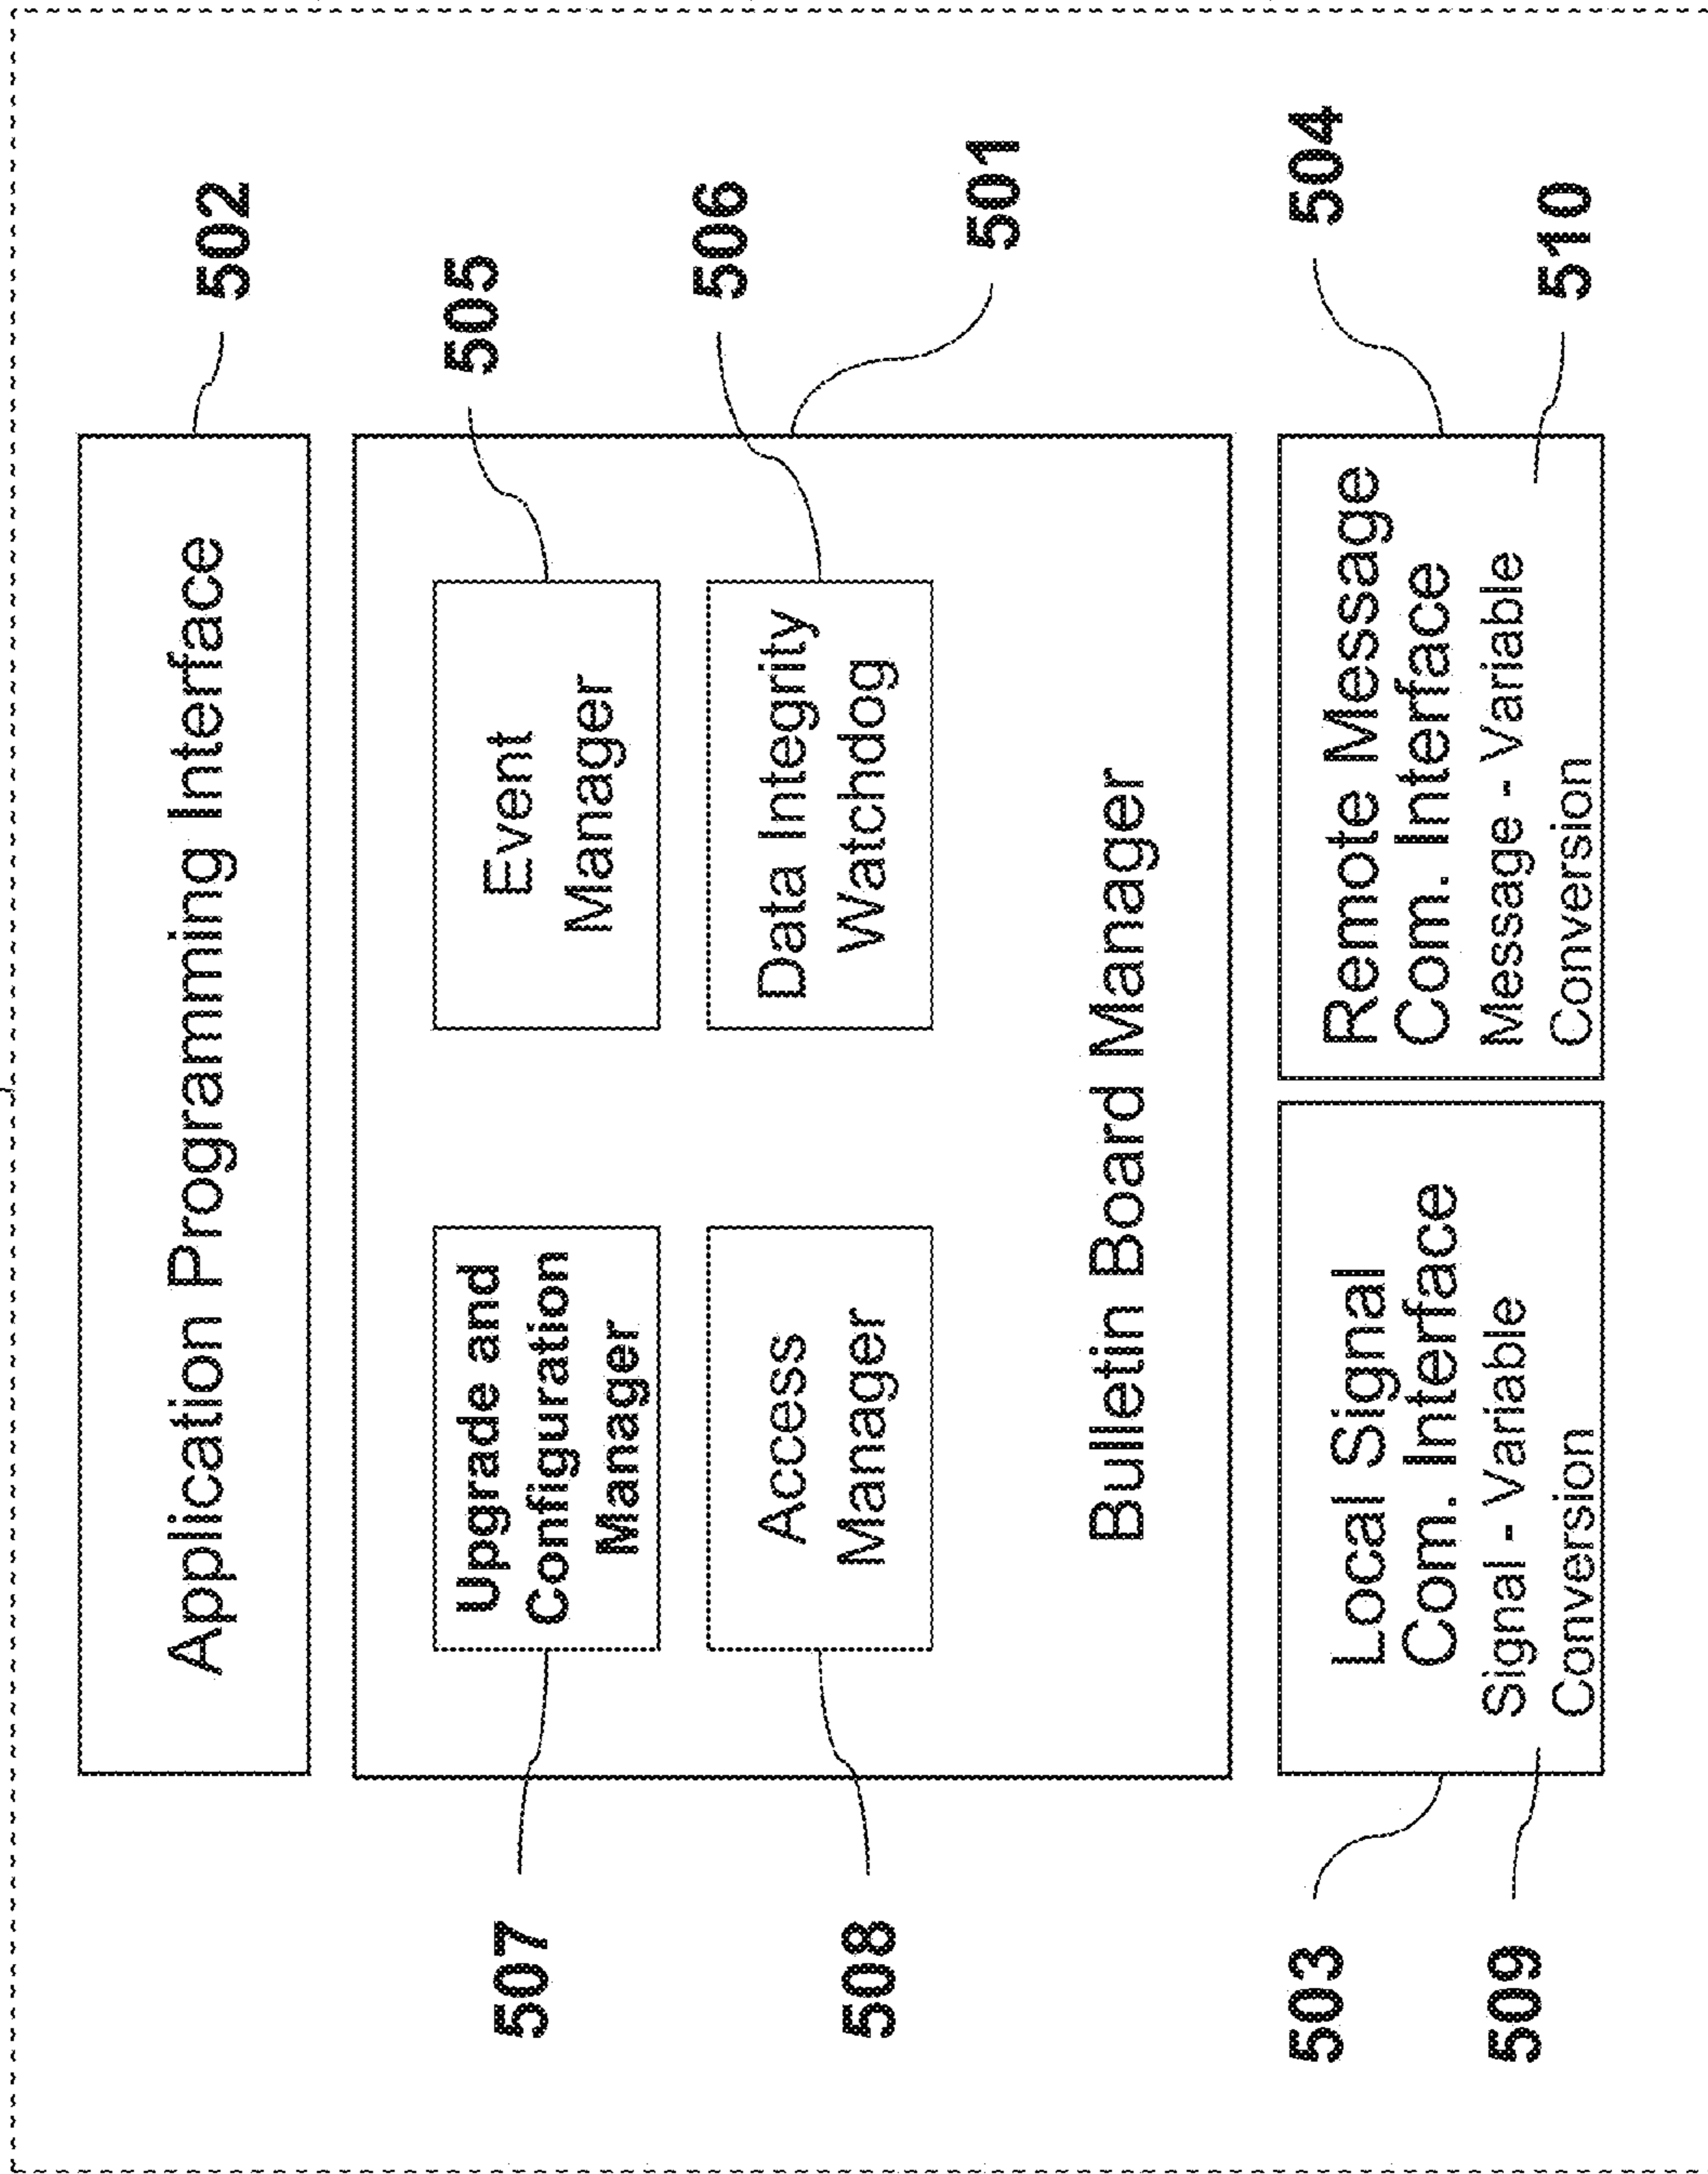 Application Programming Interface
502
Upgrade and
Configuration
Manager
507
Event
Manager
505
Access
Manager
508
Data Integrity
Watchdog
506
Bulletin Board Manager
501
Local Signal
Com. Interface
Signal - Variable
Conversion
503
509
Remote Message
Com. Interface
Message - Variable
Conversion
504
510